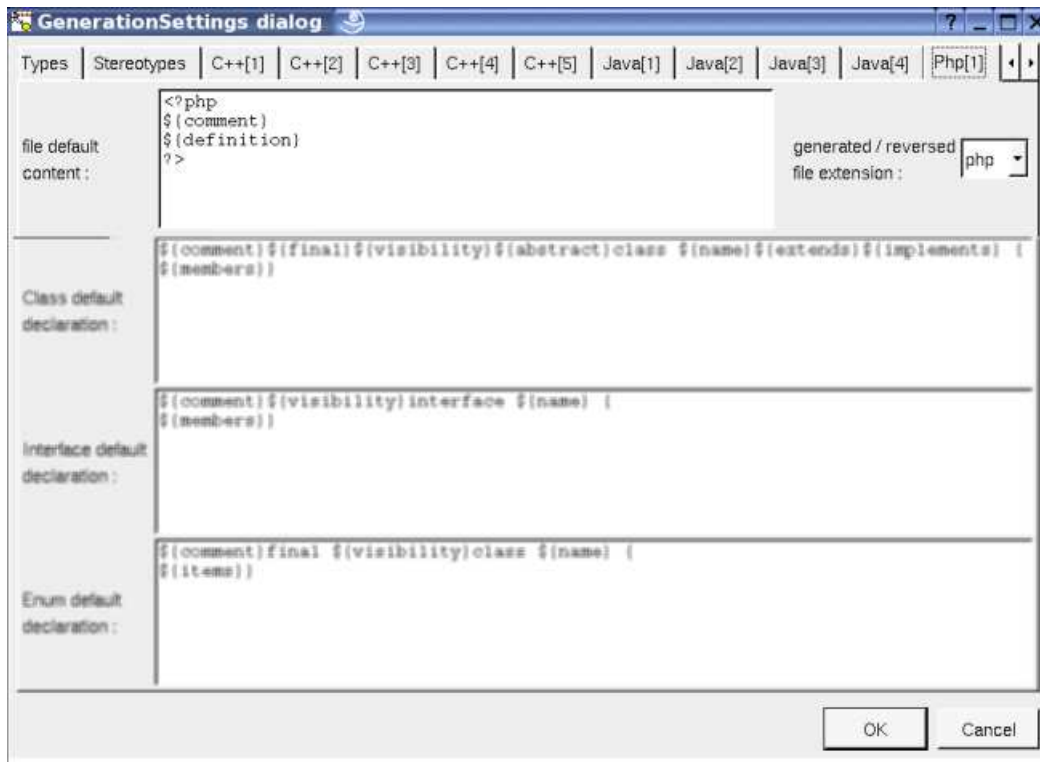 GenerationSettings dialog
Types Stereotypes C++[1] C++[2] C++[3] C++[4] C++[5] Java[1] Java[2] Java[3] Java[4] Php[1]
file default
content :
<?php
${comment}
${definition}
?>
generated / reversed
file extension :
php
Class default
declaration :
${comment}${final}${visibility}${abstract}class ${name}${extends}${implements} {
${members}}
Interface default
declaration :
${comment}${visibility}interface ${name} {
${members}}
Enum default
declaration :
${comment}final ${visibility}class ${name} {
${items}}
OK Cancel